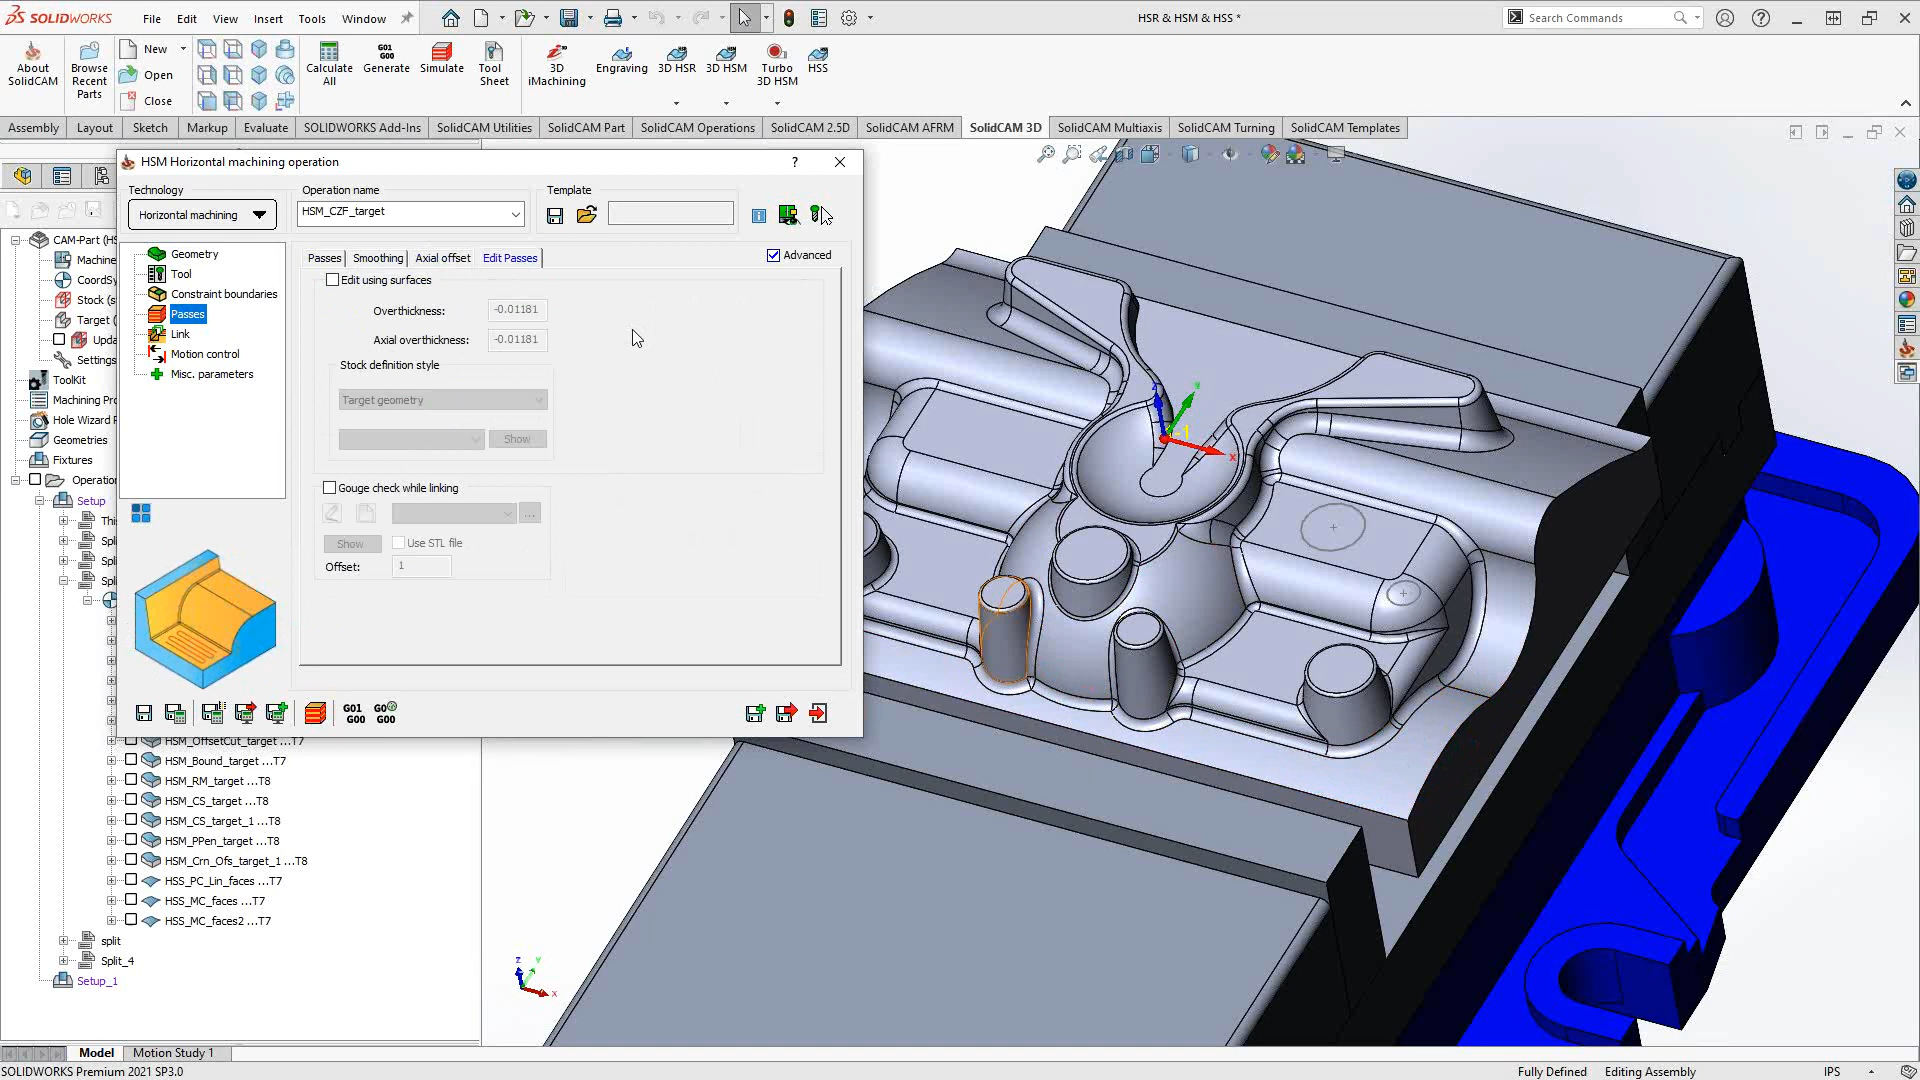 SOLIDWORKS File Edit View Insert Tools Window
HSR & HSM & HSS *
Search Commands
About SolidCAM
Browse Recent Parts
New
Open
Close
Calculate All
G01 G00 Generate
Simulate
Tool Sheet
3D iMachining
Engraving
3D HSR
3D HSM
Turbo 3D HSM
HSS
Assembly Layout Sketch Markup Evaluate SOLIDWORKS Add-Ins SolidCAM Utilities SolidCAM Part SolidCAM Operations SolidCAM 2.5D SolidCAM AFRM SolidCAM 3D SolidCAM Multiaxis SolidCAM Turning SolidCAM Templates
HSM Horizontal machining operation ?
Technology
Horizontal machining
Operation name
HSM_CZF_target
Template
Geometry
Tool
Constraint boundaries
Passes
Link
Motion control
Misc. parameters
Passes Smoothing Axial offset Edit Passes
Advanced
Edit using surfaces
Overthickness: -0.01181
Axial overthickness: -0.01181
Stock definition style
Target geometry
Show
Gouge check while linking
...
Show Use STL file
Offset: 1
G01 G00
G00
CAM-Part (HS
Machine
CoordSy
Stock (s
Target (
Upda
Settings
ToolKit
Machining Pro
Hole Wizard P
Geometries
Fixtures
Operation
Setup
Thi
Spl
Spl
Spl
HSM_OffsetCut_target ...T7
HSM_Bound_target ...T7
HSM_RM_target ...T8
HSM_CS_target ...T8
HSM_CS_target_1 ...T8
HSM_PPen_target ...T8
HSM_Crn_Ofs_target_1 ...T8
HSS_PC_Lin_faces ...T7
HSS_MC_faces ...T7
HSS_MC_faces2 ...T7
split
Split_4
Setup_1
z y x
z y x
Model Motion Study 1
SOLIDWORKS Premium 2021 SP3.0
Fully Defined Editing Assembly IPS